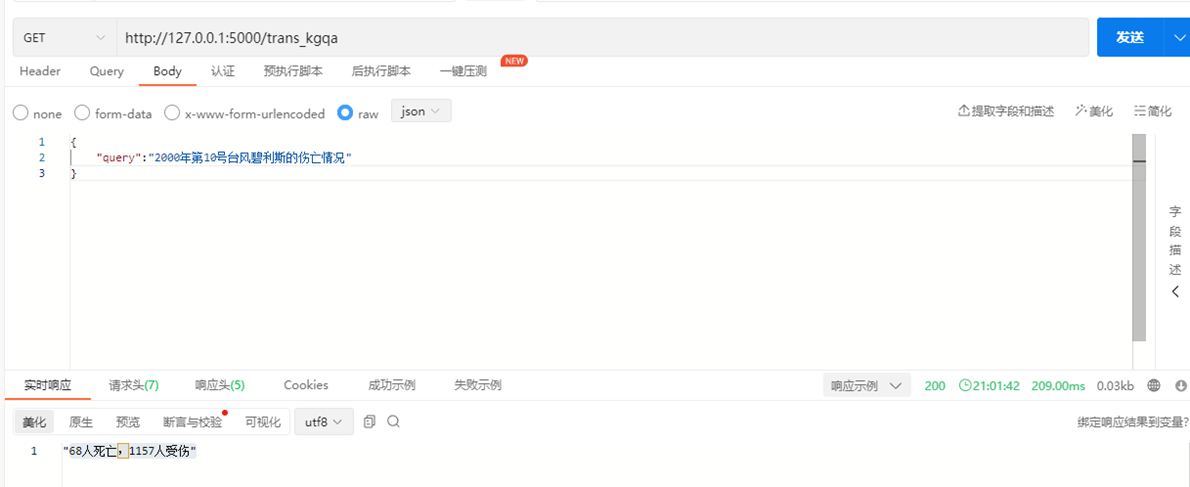 GET http://127.0.0.1:5000/trans_kgqa 发送
Header Query Body 认证 预执行脚本 后执行脚本 一键压测 NEW
none form-data x-www-form-urlencoded raw json 提取字段和描述 美化 简化
1 {
2 "query":"2000年第10号台风碧利斯的伤亡情况"
3 }
字段描述
实时响应 请求头(7) 响应头(5) Cookies 成功示例 失败示例 响应示例 200 21:01:42 209.00ms 0.03kb
美化 原生 预览 断言与校验 可视化 utf8 绑定响应结果到变量?
1 "68人死亡，1157人受伤"